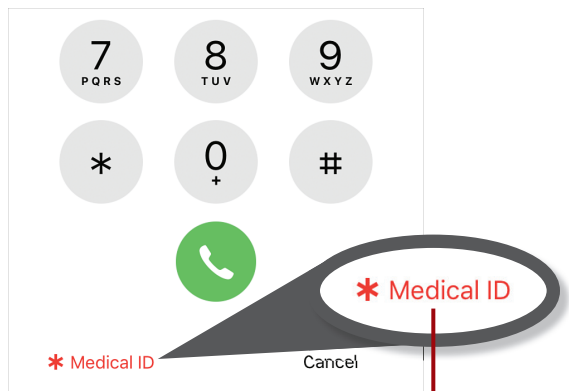 7 8 9
PQRS TUV WXYZ
* 0 #
+
* Medical ID
* Medical ID Cancel